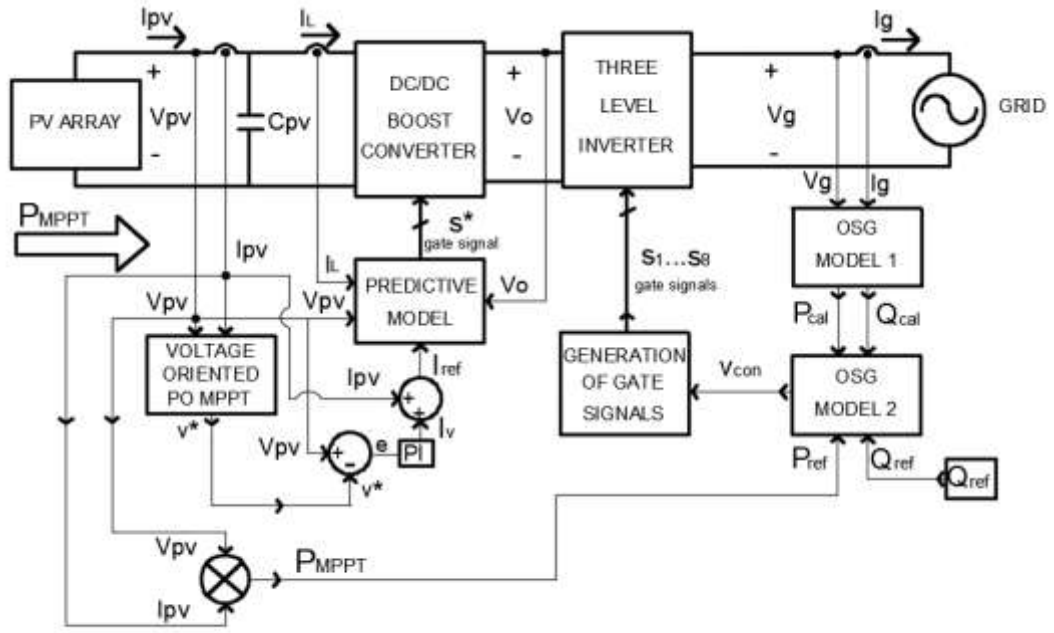 Ipv
IL
Ig
PV ARRAY
+
Vpv
-
Cpv
DC/DC
BOOST
CONVERTER
+
Vo
-
THREE
LEVEL
INVERTER
+
Vg
-
GRID
Vg
Ig
PMPPT
Ipv
S*
gate signal
S1...S8
gate signals
OSG
MODEL 1
IL
Vpv
Vpv
PREDICTIVE
MODEL
Vo
Pcal
Qcal
VOLTAGE
ORIENTED
PO MPPT
Iref
Ipv
+
+
Iv
GENERATION
OF GATE
SIGNALS
Vcon
OSG
MODEL 2
v*
Vpv
+
-
e
PI
v*
Pref
Qref
Qref
Vpv
PMPPT
Ipv